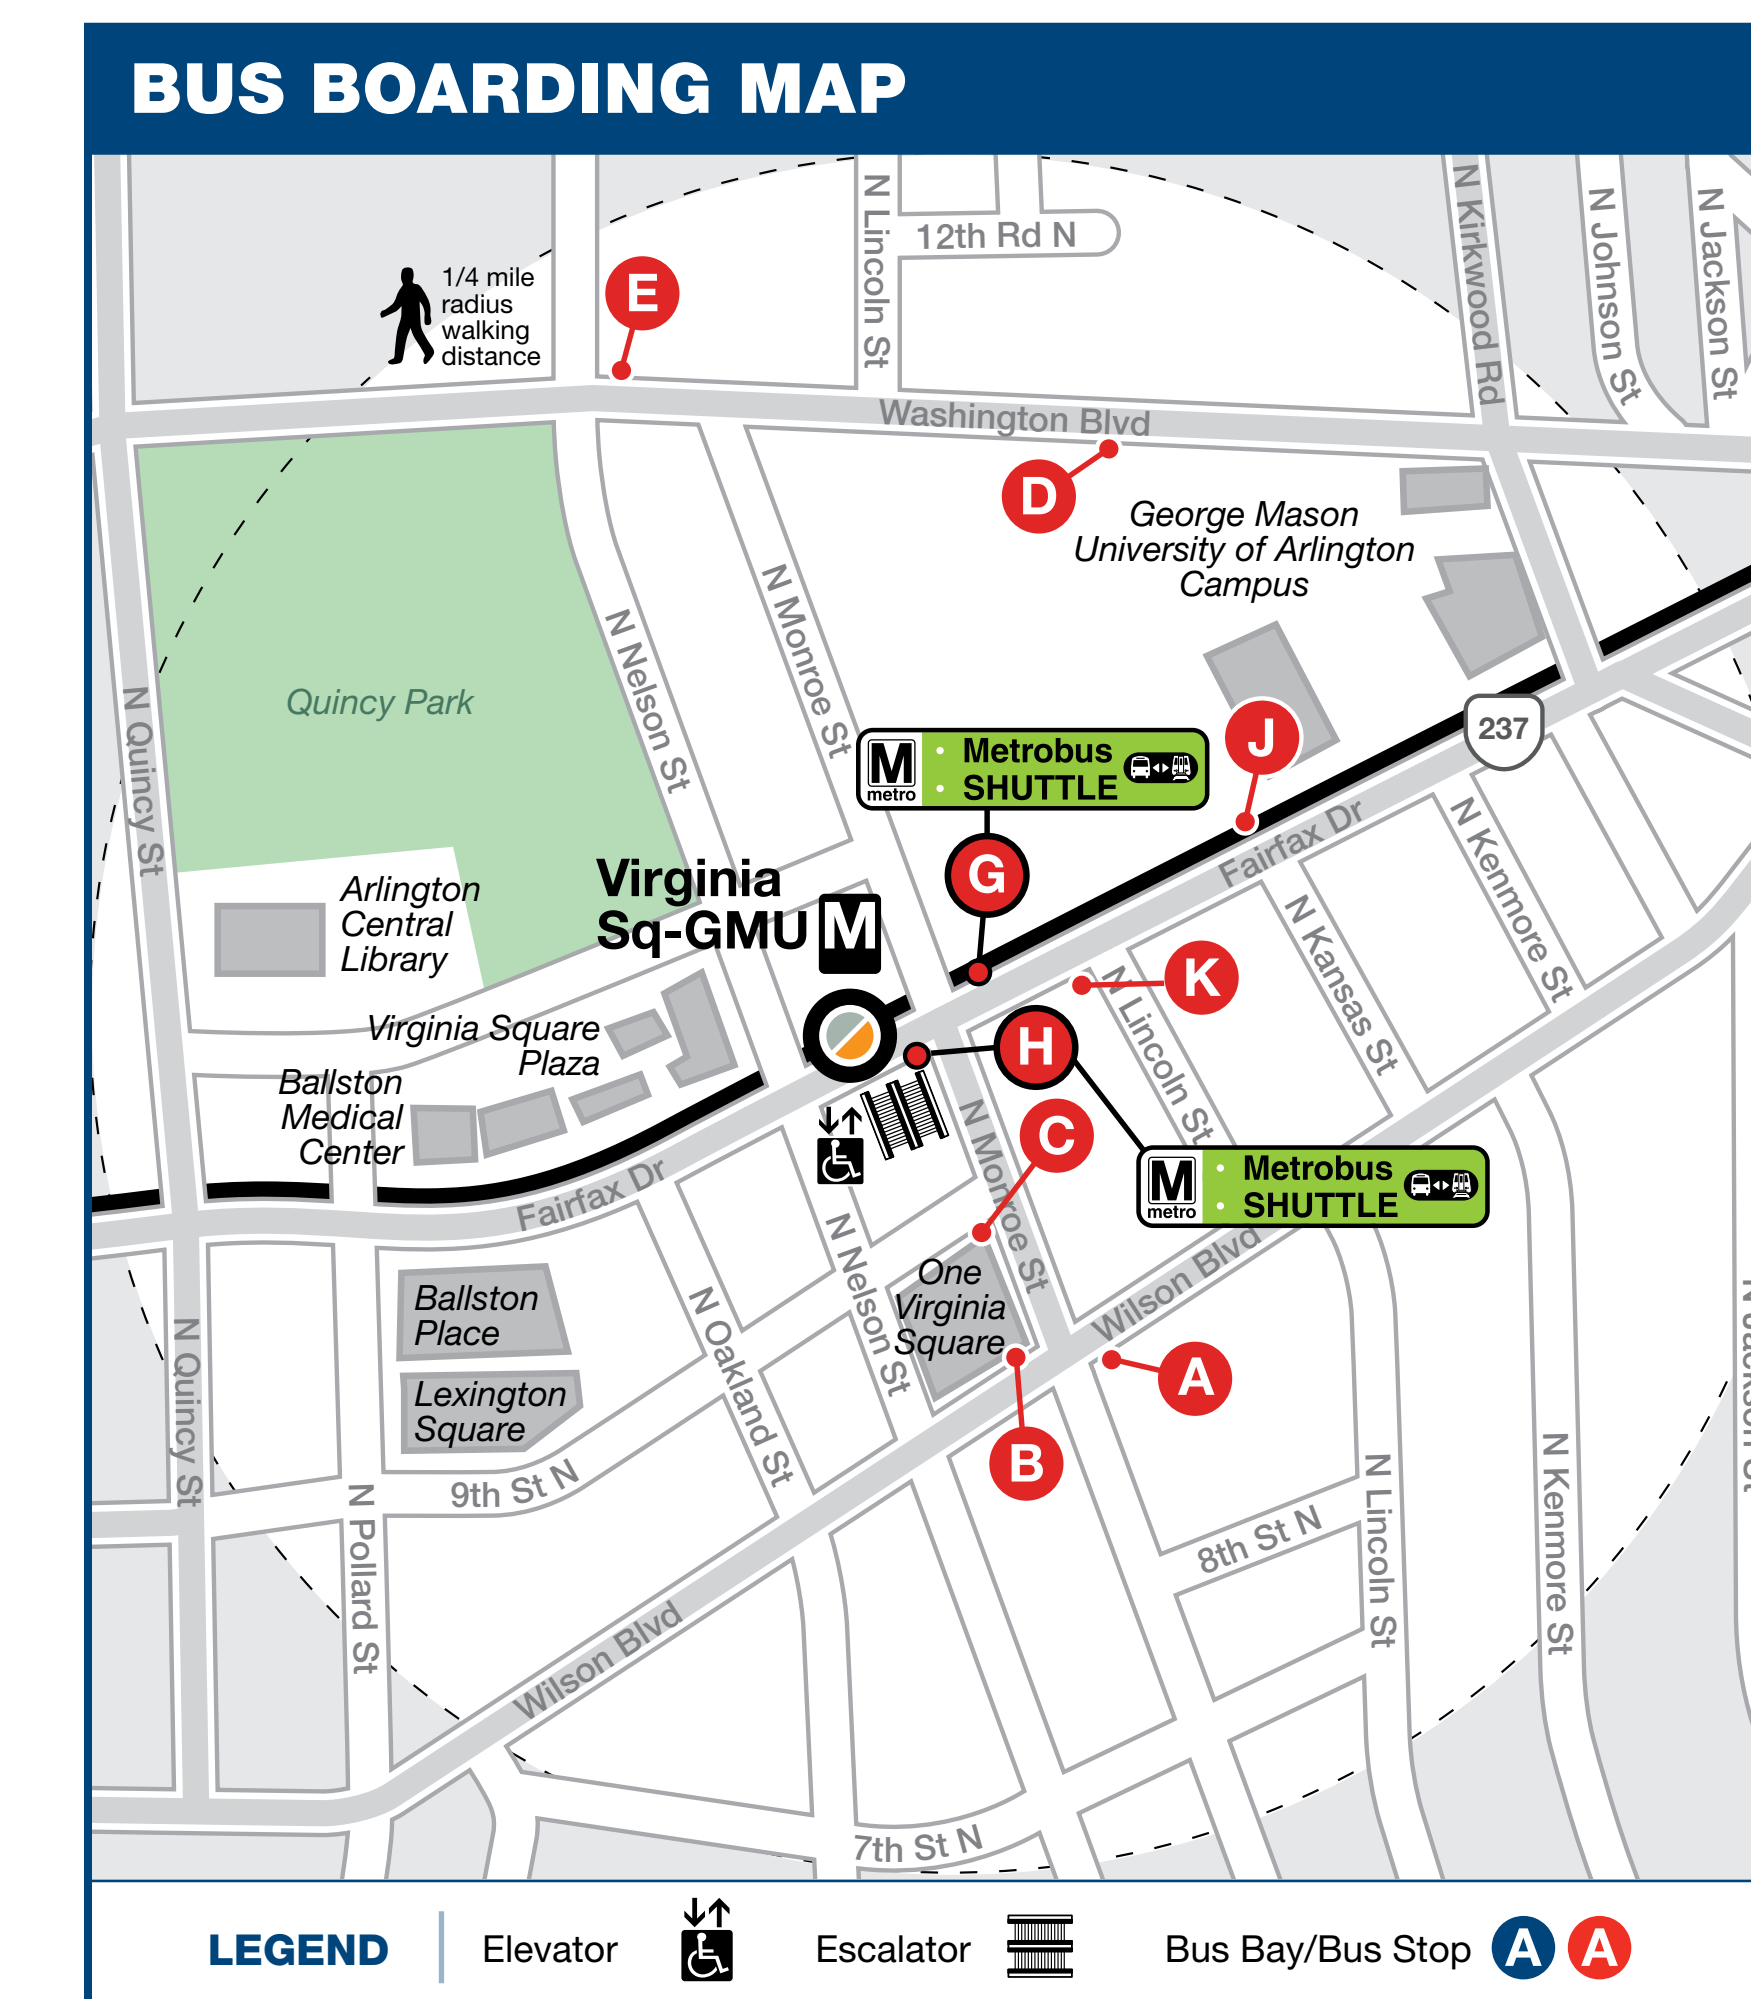 BUS BOARDING MAP
N Lincoln St
12th Rd N
N Kirkwood Rd
N Johnson St
N Jackson St
1/4 mile
radius
walking
distance
E
Washington Blvd
D
George Mason
University of Arlington
Campus
N Monroe St
N Nelson St
Quincy Park
N Quincy St
M
metro
Metrobus
SHUTTLE
J
237
Fairfax Dr
N Kenmore St
G
Virginia
Sq-GMU
M
Arlington
Central
Library
N Kansas St
K
N Lincoln St
Virginia Square
Plaza
H
Ballston
Medical
Center
C
N Monroe St
M
metro
Metrobus
SHUTTLE
Fairfax Dr
N Nelson St
One
Virginia
Square
Wilson Blvd
Ballston
Place
N Oakland St
N Quincy St
A
Lexington
Square
B
9th St N
N Pollard St
8th St N
N Lincoln St
N Kenmore St
N Jackson St
Wilson Blvd
7th St N
LEGEND
Elevator
Escalator
Bus Bay/Bus Stop
A
A